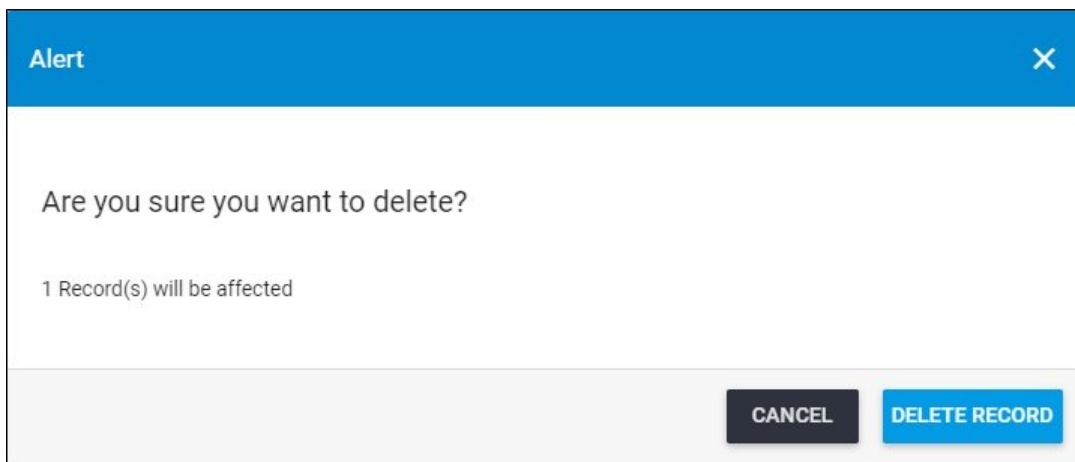 Alert
Are you sure you want to delete?
1 Record(s) will be affected
CANCEL DELETE RECORD